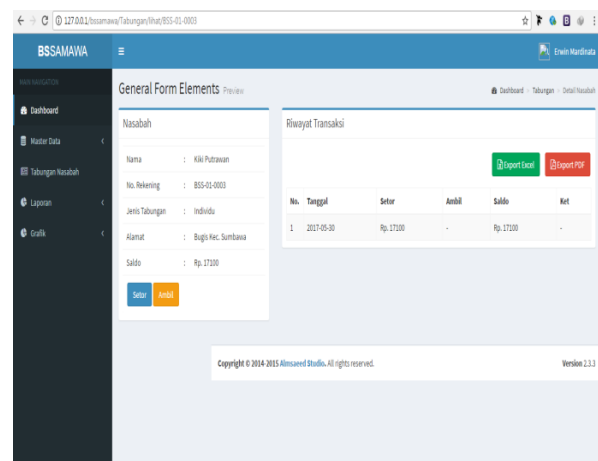 127.0.0.1/bssamawa/Tabungan/lihat/BSS-01-0003
BSSAMAWA
Erwin Mardinata
MAIN NAVIGATION
Dashboard
Master Data
Tabungan Nasabah
Laporan
Grafik
General Form Elements Preview
Dashboard > Tabungan > Detail Nasabah
Nasabah
Nama : Kiki Putrawan
No. Rekening : BSS-01-0003
Jenis Tabungan : Individu
Alamat : Bugis Kec. Sumbawa
Saldo : Rp. 17100
Setor Ambil
Riwayat Transaksi
Export Excel Export PDF
No. Tanggal Setor Ambil Saldo Ket
1 2017-05-30 Rp. 17100 - Rp. 17100 -
Copyright © 2014-2015 Almsaeed Studio. All rights reserved. Version 2.3.3